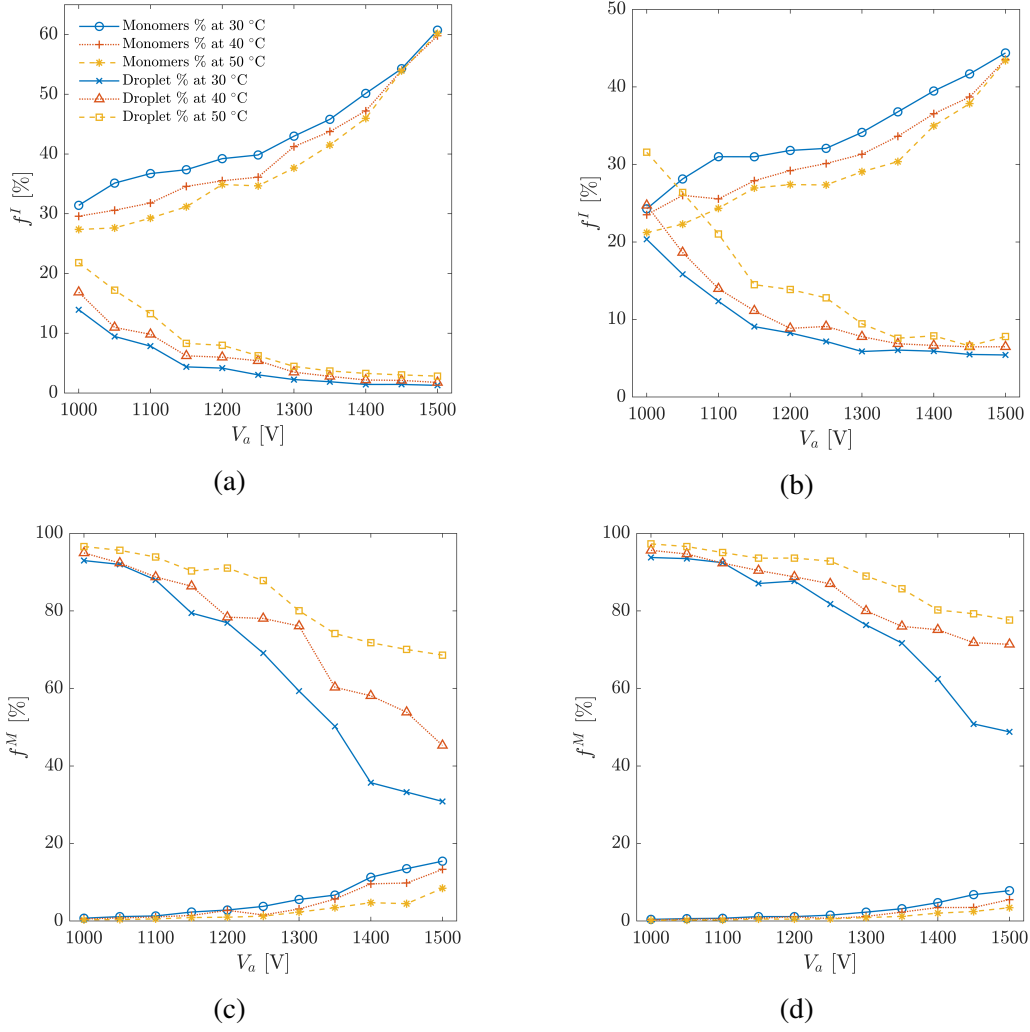 60
50
40
30
20
10
0
Monomers % at 30 °C
Monomers % at 40 °C
Monomers % at 50 °C
Droplet % at 30 °C
Droplet % at 40 °C
Droplet % at 50 °C
f^I [%]
1000 1100 1200 1300 1400 1500
V_a [V]
(a)
50
40
30
20
10
0
f^I [%]
1000 1100 1200 1300 1400 1500
V_a [V]
(b)
100
80
60
40
20
0
f^M [%]
1000 1100 1200 1300 1400 1500
V_a [V]
(c)
100
80
60
40
20
0
f^M [%]
1000 1100 1200 1300 1400 1500
V_a [V]
(d)